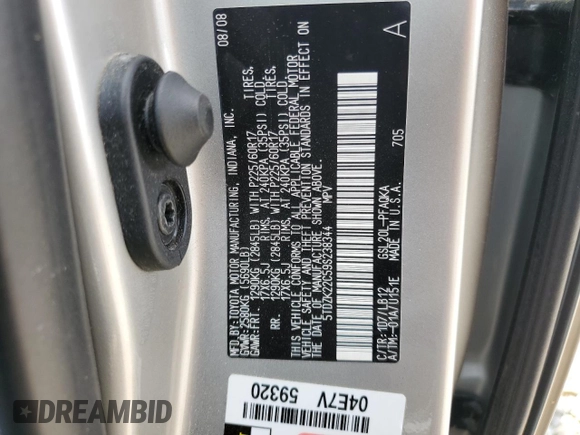 MFD.BY:TOYOTA MOTOR MANUFACTURING, INDIANA, INC. 08/08
GVWR:2580KG(5690LB)
GAWR:FRT. 1290KG(2845LB)WITH P225/60R17 TIRES,
17X6.5J RIMS, AT 240KPA(35PSI)COLD.
RR. 1290KG(2845LB)WITH P225/60R17 TIRES,
17X6.5J RIMS, AT 240KPA(35PSI)COLD.
THIS VEHICLE CONFORMS TO ALL APPLICABLE FEDERAL MOTOR
VEHICLE SAFETY AND THEFT PREVENTION STANDARDS IN EFFECT ON
THE DATE OF MANUFACTURE SHOWN ABOVE.
5TDZK22C59S238344 MPV
705 A
C/TR:1D7/LB12 GSL20L-PFAQKA
A/TM:-01A/U151E MADE IN U.S.A.
04E7V
59320
DREAMBID